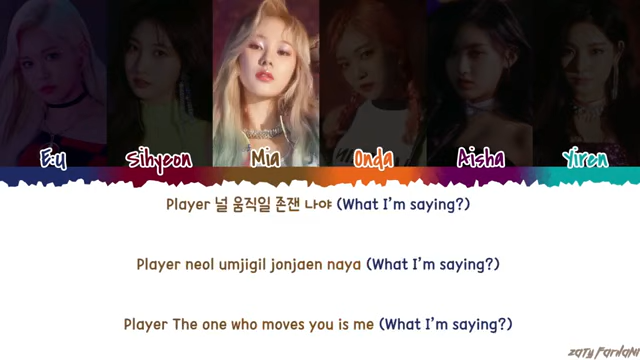 E:U Sihyeon Mia Onda Aisha Yiren
Player 널 움직일 존잰 나야 (What I'm saying?)
Player neol umjigil jonjaen naya (What I'm saying?)
Player The one who moves you is me (What I'm saying?)
ZATY FARHANI